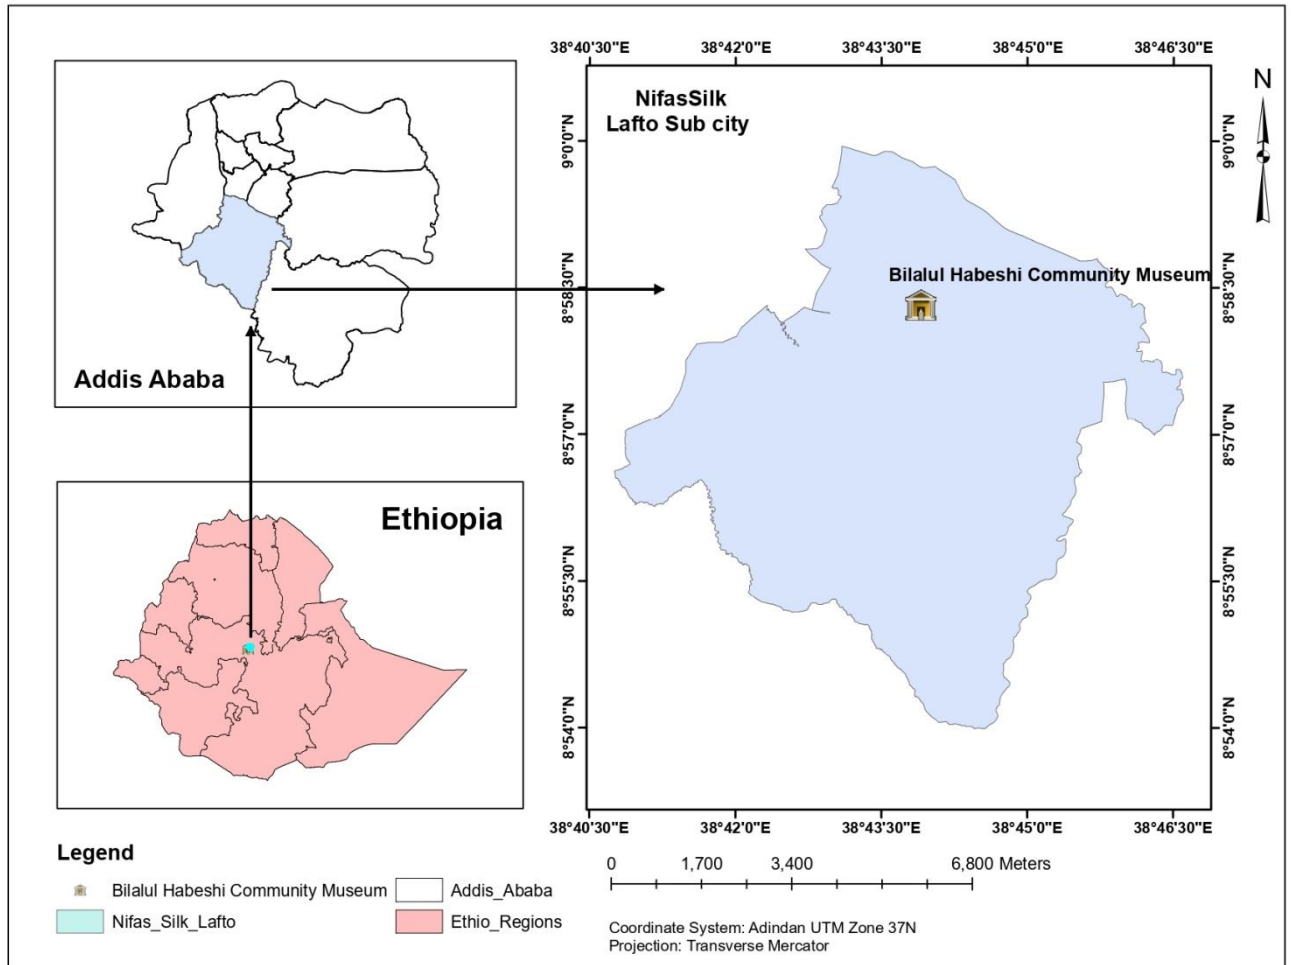 38°40'30"E 38°42'0"E 38°43'30"E 38°45'0"E 38°46'30"E
NifasSilk
Lafto Sub city
N
9°0'0"N
9°0'0"N
Bilalul Habeshi Community Museum
8°58'30"N
8°58'30"N
Addis Ababa
8°57'0"N
8°57'0"N
Ethiopia
8°55'30"N
8°55'30"N
8°54'0"N
8°54'0"N
38°40'30"E 38°42'0"E 38°43'30"E 38°45'0"E 38°46'30"E
Legend
Bilalul Habeshi Community Museum
Addis_Ababa
Nifas_Silk_Lafto
Ethio_Regions
0 1,700 3,400 6,800 Meters
Coordinate System: Adindan UTM Zone 37N
Projection: Transverse Mercator